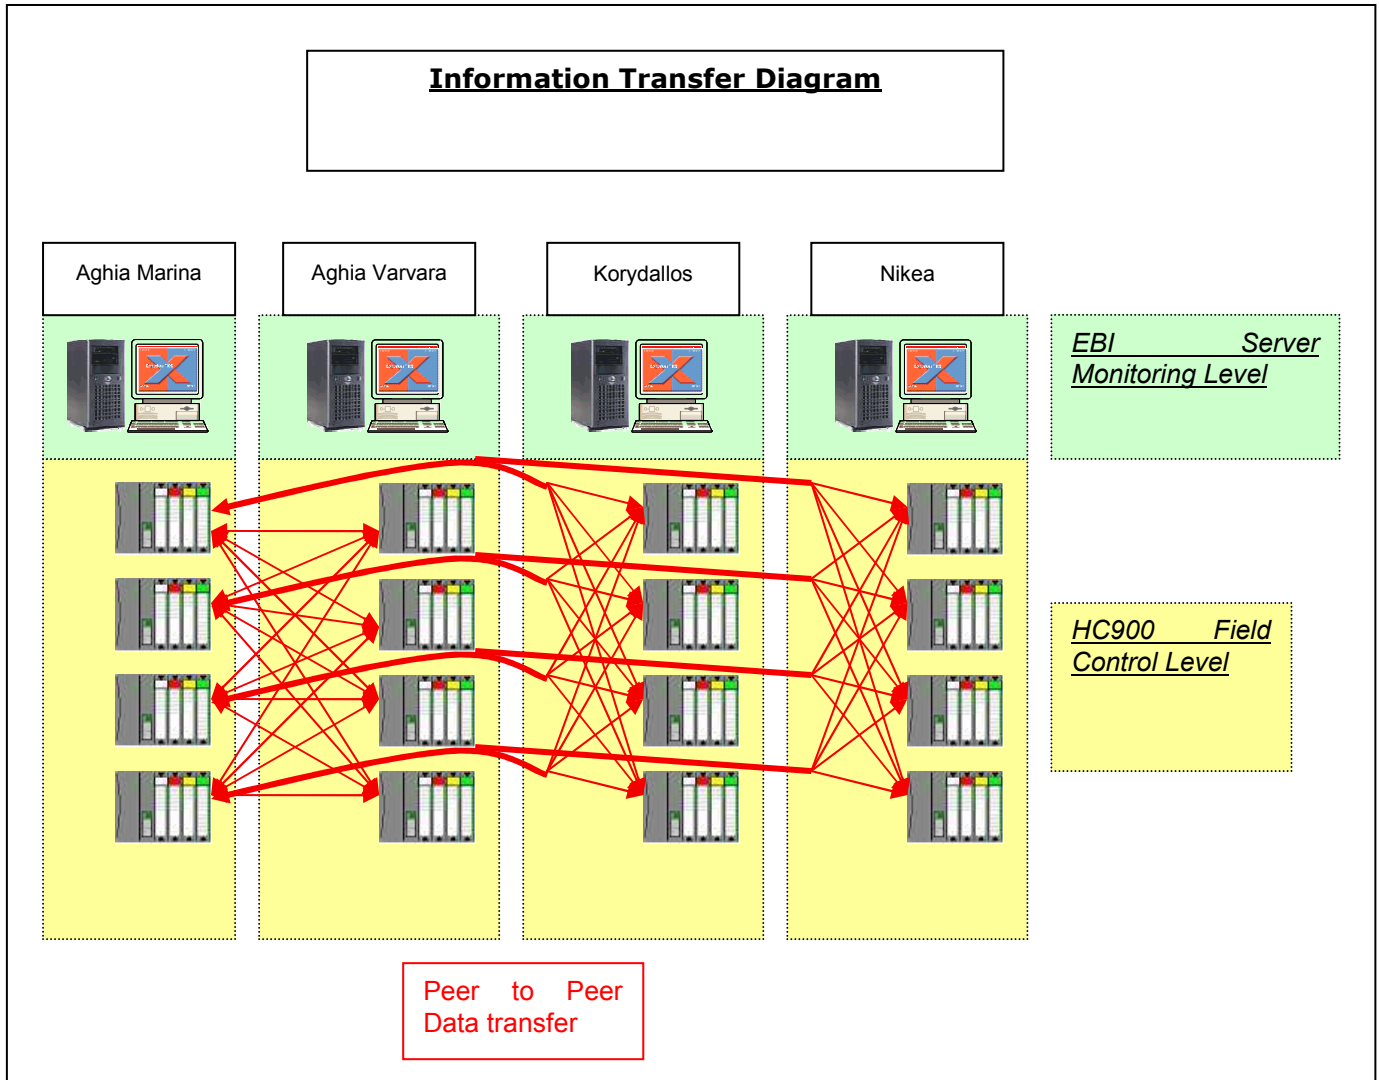 Information Transfer Diagram
Aghia Marina
Aghia Varvara
Korydallos
Nikea
EBI Server
Monitoring Level
HC900 Field
Control Level
Peer to Peer
Data transfer